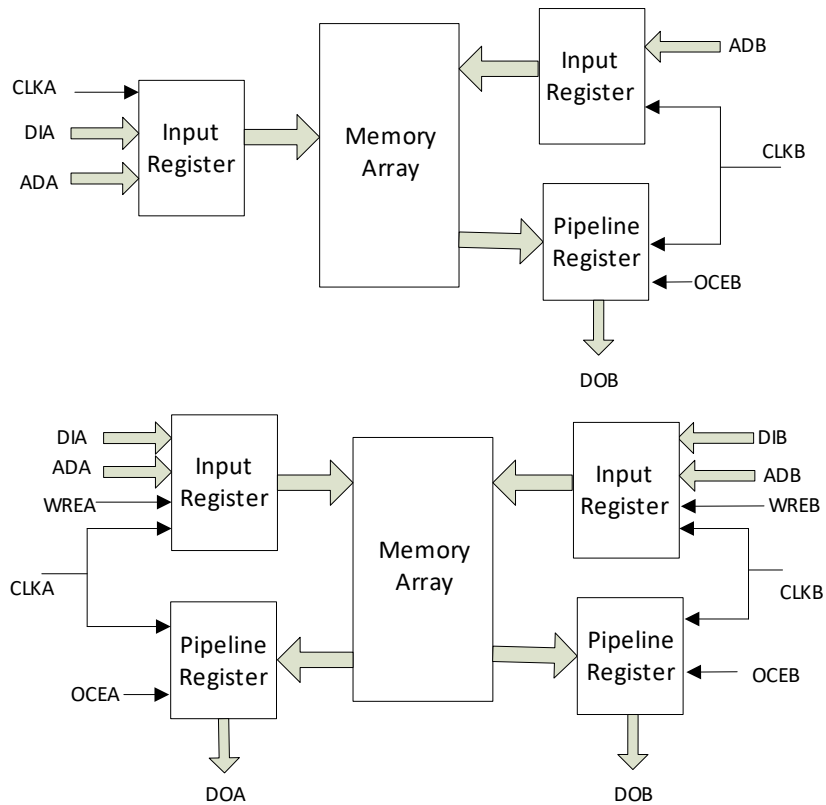 CLKA
DIA
ADA
Input
Register
Memory
Array
Input
Register
ADB
CLKB
Pipeline
Register
OCEB
DOB
DIA
ADA
WREA
CLKA
Input
Register
Memory
Array
Input
Register
DIB
ADB
WREB
CLKB
Pipeline
Register
OCEA
DOA
Pipeline
Register
OCEB
DOB